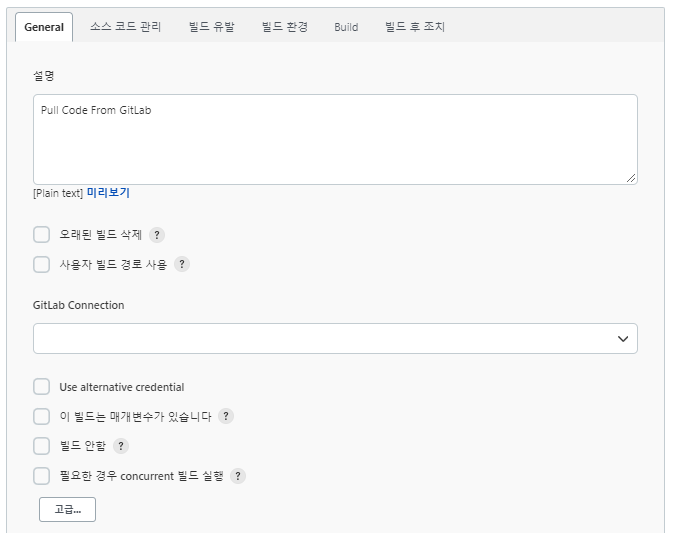 General 소스 코드 관리 빌드 유발 빌드 환경 Build 빌드 후 조치
설명
Pull Code From GitLab
[Plain text] 미리보기
오래된 빌드 삭제 ?
사용자 빌드 경로 사용 ?
GitLab Connection
Use alternative credential
이 빌드는 매개변수가 있습니다 ?
빌드 안함 ?
필요한 경우 concurrent 빌드 실행 ?
고급...